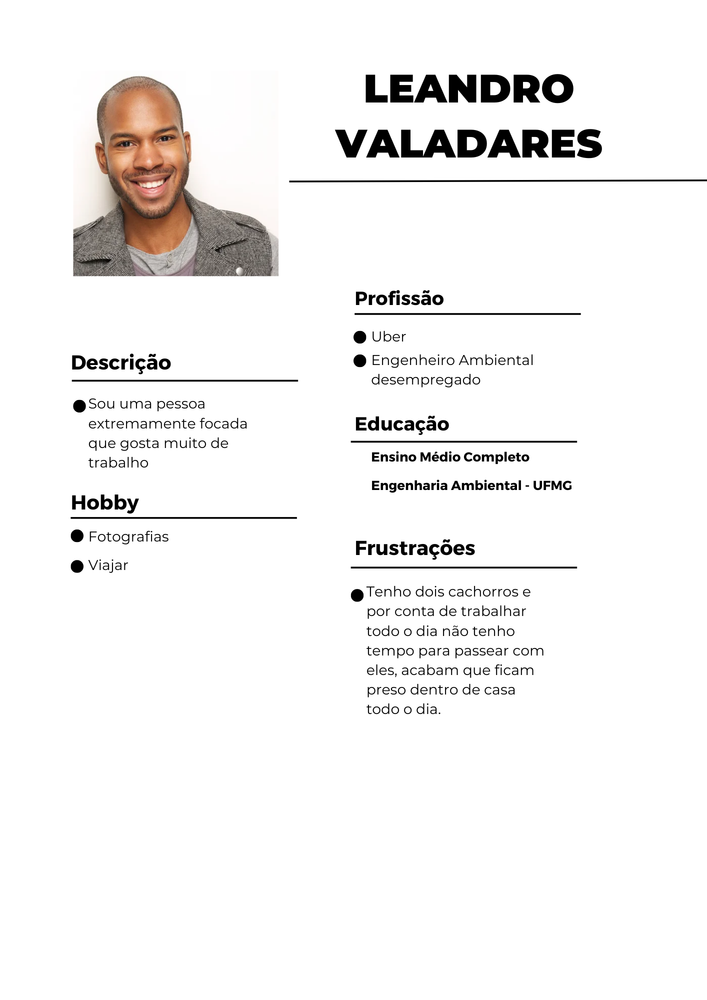 LEANDRO
VALADARES
Descrição
Sou uma pessoa
extremamente focada
que gosta muito de
trabalho
Hobby
Fotografias
Viajar
Profissão
Uber
Engenheiro Ambiental
desempregado
Educação
Ensino Médio Completo
Engenharia Ambiental - UFMG
Frustrações
Tenho dois cachorros e
por conta de trabalhar
todo o dia não tenho
tempo para passear com
eles, acabam que ficam
preso dentro de casa
todo o dia.